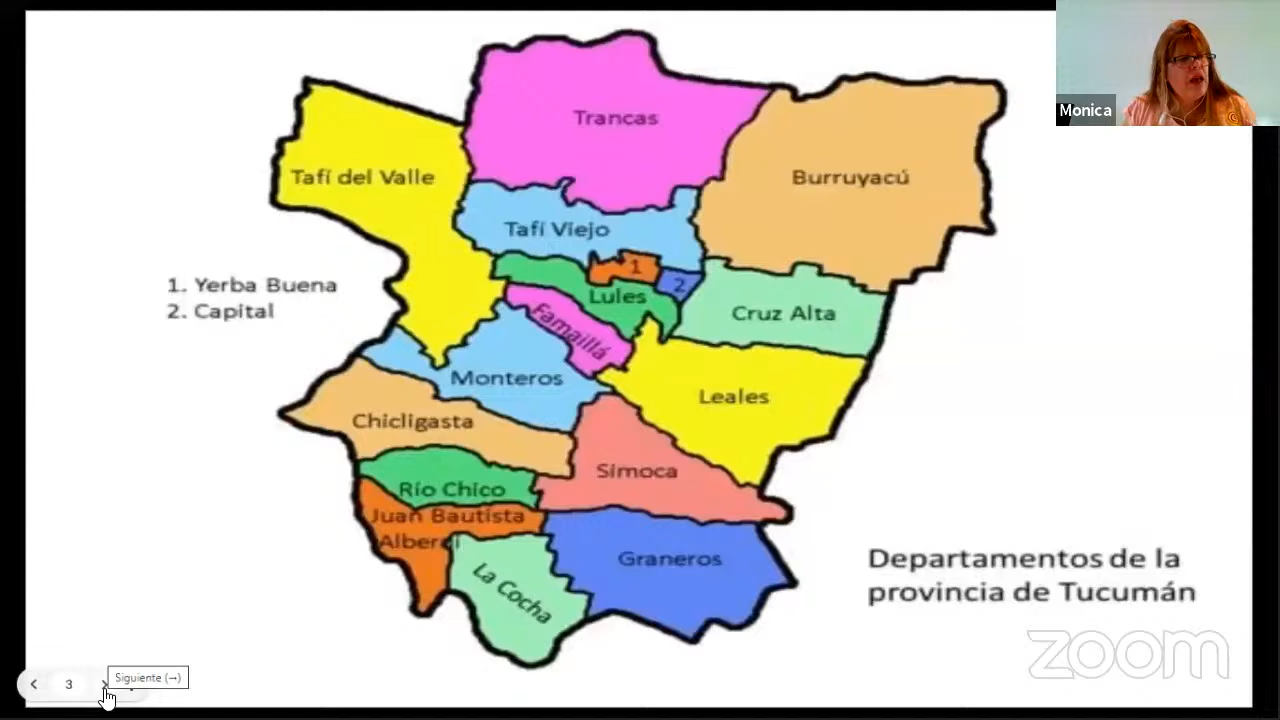 Monica
Trancas
Tafí del Valle
Burruyacú
Tafí Viejo
1
2
1. Yerba Buena
2. Capital
Lules
Famaillá
Cruz Alta
Monteros
Leales
Chicligasta
Simoca
Río Chico
Juan Bautista
Alberdi
Graneros
La Cocha
Departamentos de la
provincia de Tucumán
zoom
3
Siguiente (→)